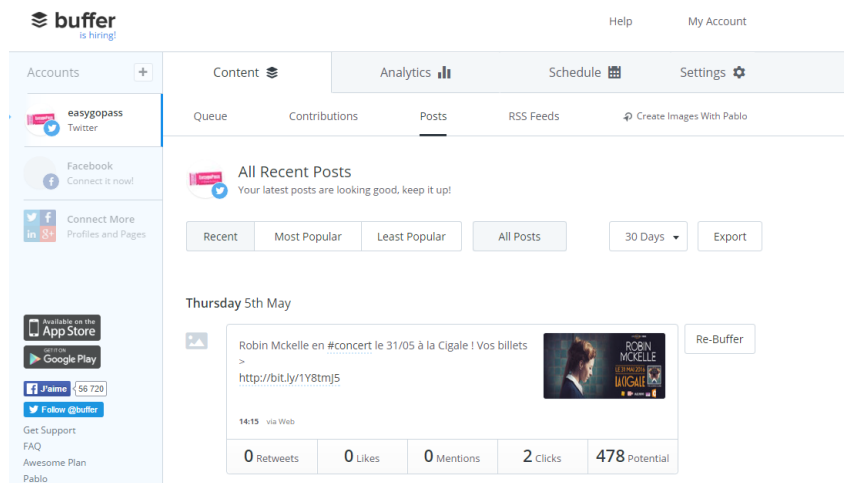 buffer
is hiring!
Help
My Account
Accounts
+
easygopass
Twitter
Facebook
Connect it now!
Connect More
Profiles and Pages
Available on the
App Store
GET IT ON
Google Play
J'aime 56 720
Follow @buffer
Get Support
FAQ
Awesome Plan
Pablo
Content
Analytics
Schedule
Settings
Queue
Contributions
Posts
RSS Feeds
Create Images With Pablo
All Recent Posts
Your latest posts are looking good, keep it up!
Recent
Most Popular
Least Popular
All Posts
30 Days
Export
Thursday 5th May
Robin Mckelle en #concert le 31/05 à la Cigale ! Vos billets
>
http://bit.ly/1Y8tmJ5
ROBIN
MCKELLE
LE 31 MAI 2016
LA CIGALE
14:15 via Web
Re-Buffer
0 Retweets
0 Likes
0 Mentions
2 Clicks
478 Potential